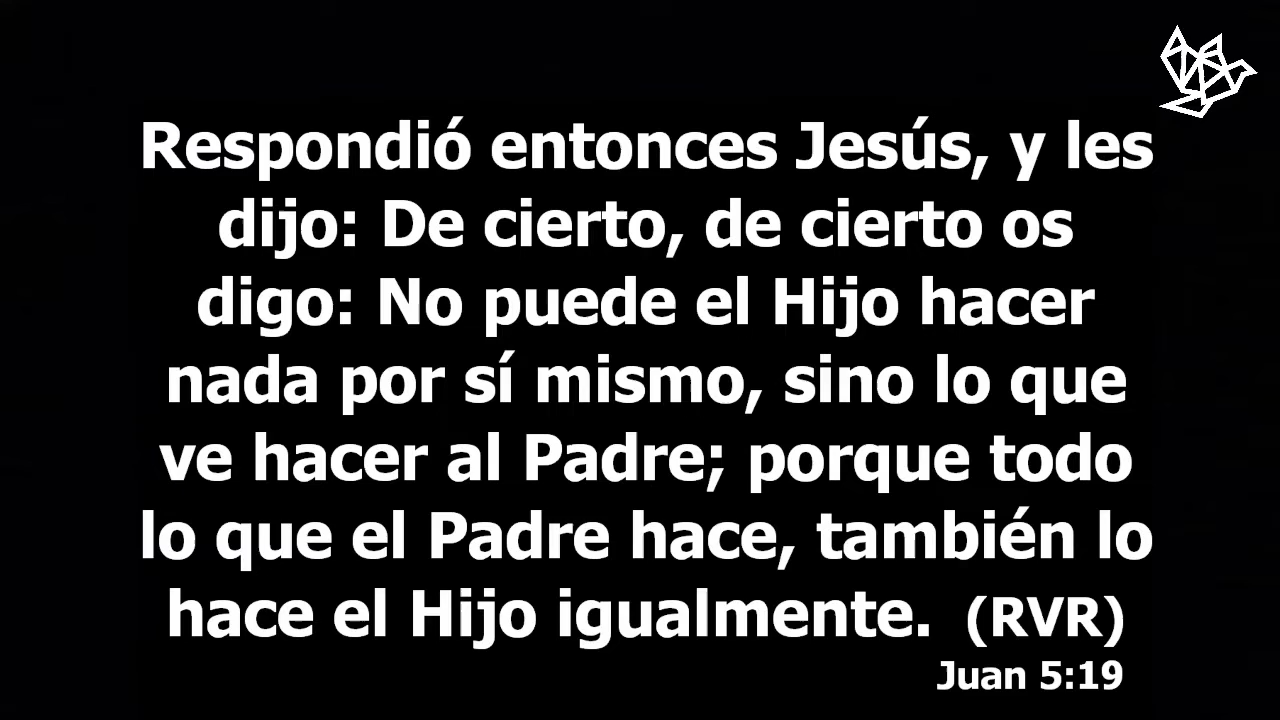 Respondió entonces Jesús, y les
dijo: De cierto, de cierto os
digo: No puede el Hijo hacer
nada por sí mismo, sino lo que
ve hacer al Padre; porque todo
lo que el Padre hace, también lo
hace el Hijo igualmente. (RVR)
Juan 5:19